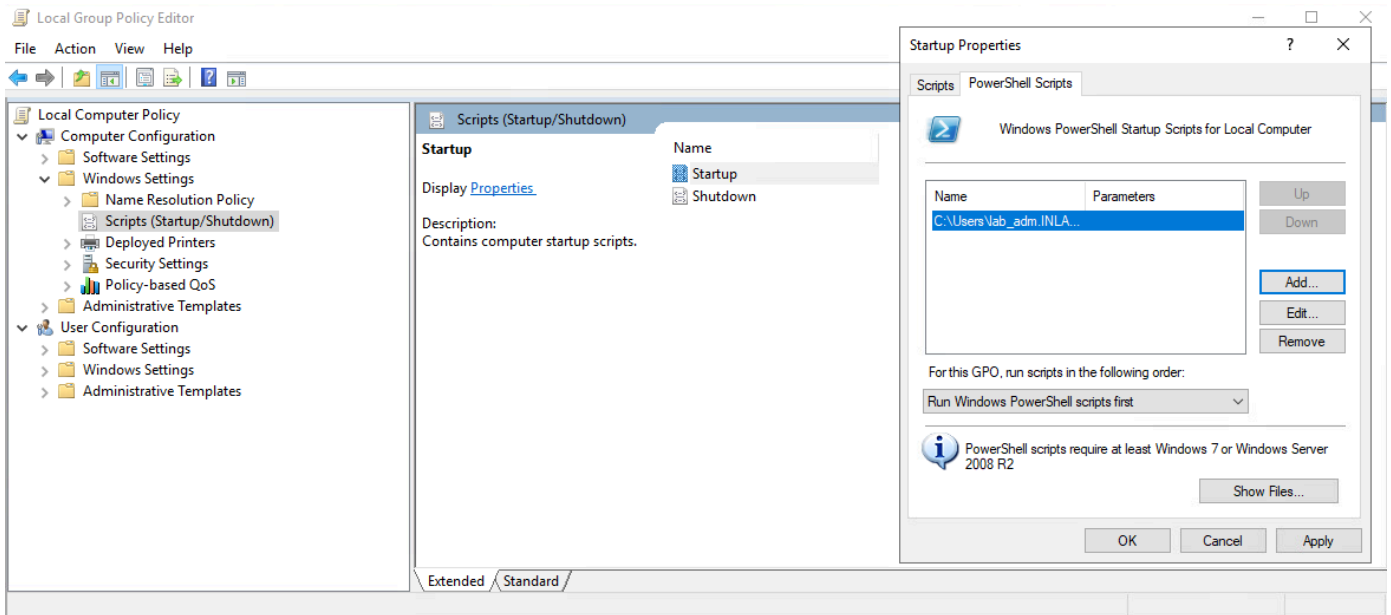 Local Group Policy Editor
File Action View Help
Local Computer Policy
Computer Configuration
Software Settings
Windows Settings
Name Resolution Policy
Scripts (Startup/Shutdown)
Deployed Printers
Security Settings
Policy-based QoS
Administrative Templates
User Configuration
Software Settings
Windows Settings
Administrative Templates
Scripts (Startup/Shutdown)
Startup
Display Properties
Description:
Contains computer startup scripts.
Name
Startup
Shutdown
Extended Standard
Startup Properties
Scripts PowerShell Scripts
Windows PowerShell Startup Scripts for Local Computer
Name Parameters
C:\Users\lab_adm.INLA...
Up
Down
Add...
Edit...
Remove
For this GPO, run scripts in the following order:
Run Windows PowerShell scripts first
PowerShell scripts require at least Windows 7 or Windows Server
2008 R2
Show Files...
OK Cancel Apply